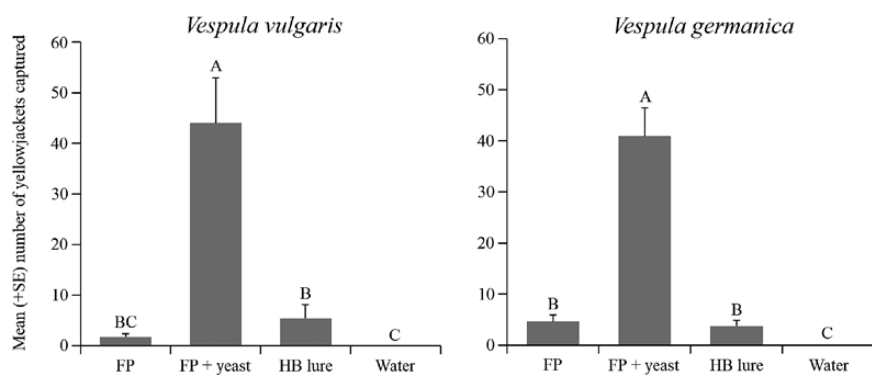 Vespula vulgaris
Mean (+SE) number of yellowjackets captured
60
50
40
30
20
10
0
BC
A
B
C
FP
FP + yeast
HB lure
Water
Vespula germanica
60
50
40
30
20
10
0
B
A
B
C
FP
FP + yeast
HB lure
Water